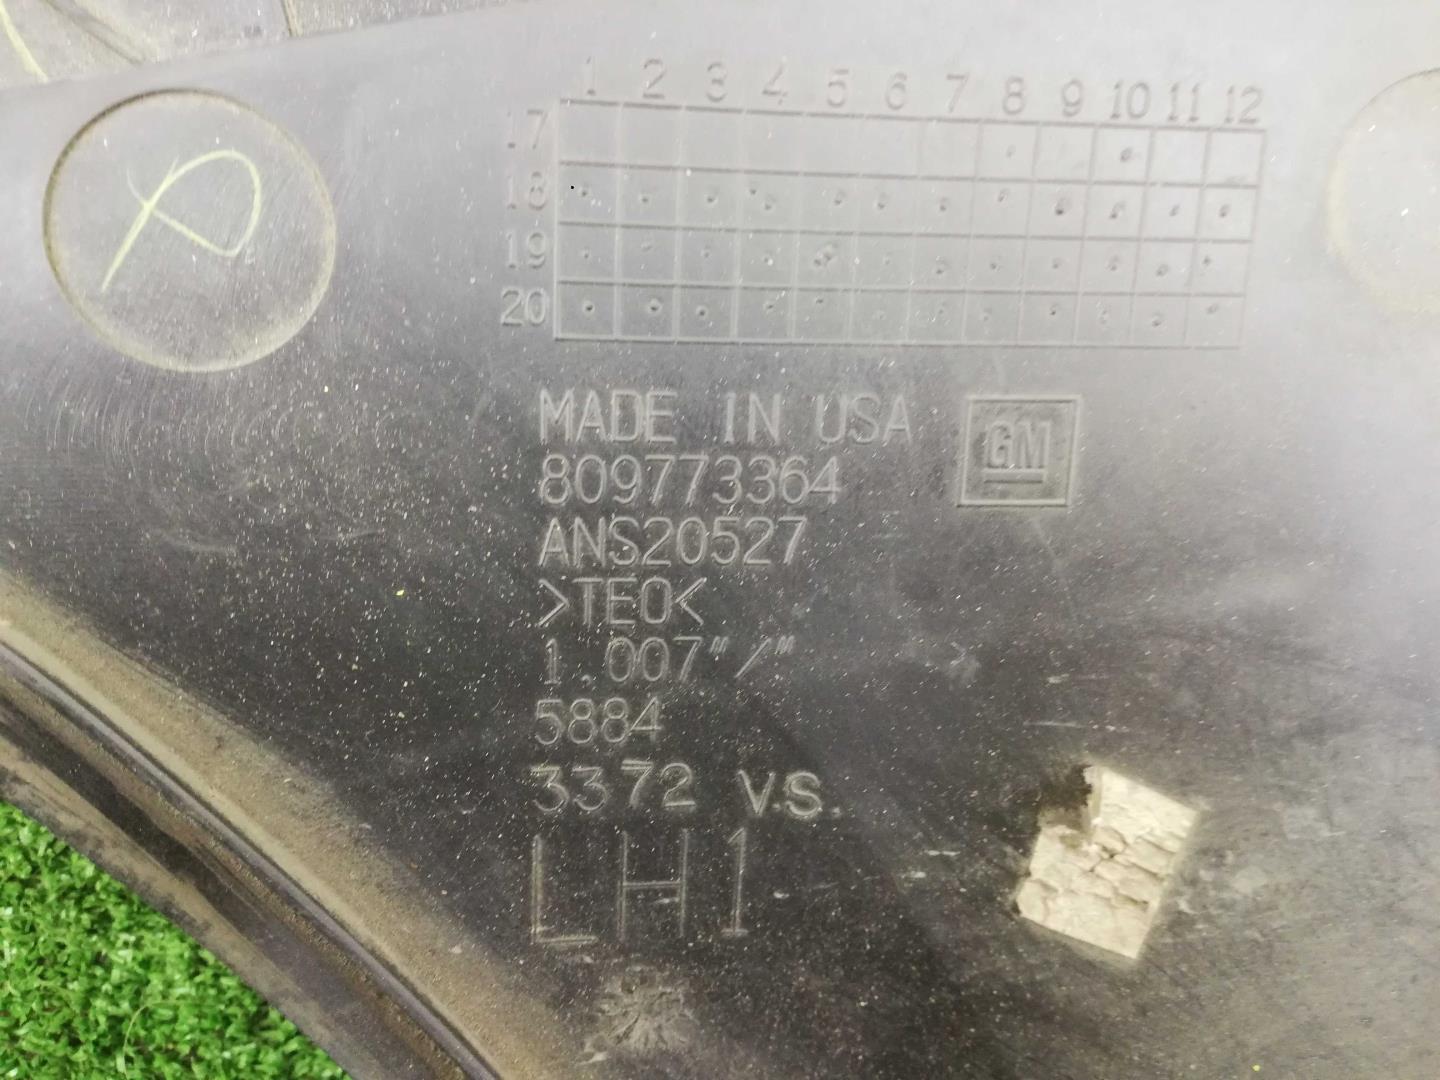 1 2 3 4 5 6 7 8 9 10 11 12
17
18
19
20
MADE IN USA
GM
809773364
ANS20527
>TEO<
1.007"/"
5884
3372 V.S.
LH1